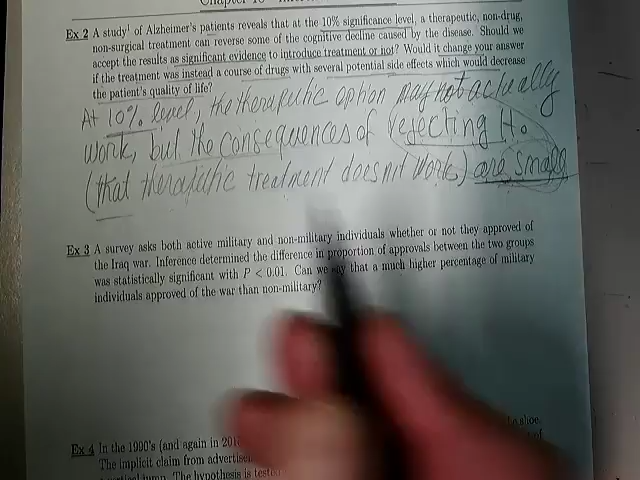 Ex 2 A study¹ of Alzheimer's patients reveals that at the 10% significance level, a therapeutic, non-drug,
non-surgical treatment can reverse some of the cognitive decline caused by the disease. Should we
accept the results as significant evidence to introduce treatment or not? Would it change your answer
if the treatment was instead a course of drugs with several potential side effects which would decrease
the patient's quality of life?
At 10% level, the therapeutic option may not actually
work, but the consequences of rejecting H₀
(that therapeutic treatment doesn't work) are small
Ex 3 A survey asks both active military and non-military individuals whether or not they approved of
the Iraq war. Inference determined the difference in proportion of approvals between the two groups
was statistically significant with P < 0.01. Can we say that a much higher percentage of military
individuals approved of the war than non-military?
Ex 4 In the 1990's (and again in
The implicit claim from
The hypothesis is